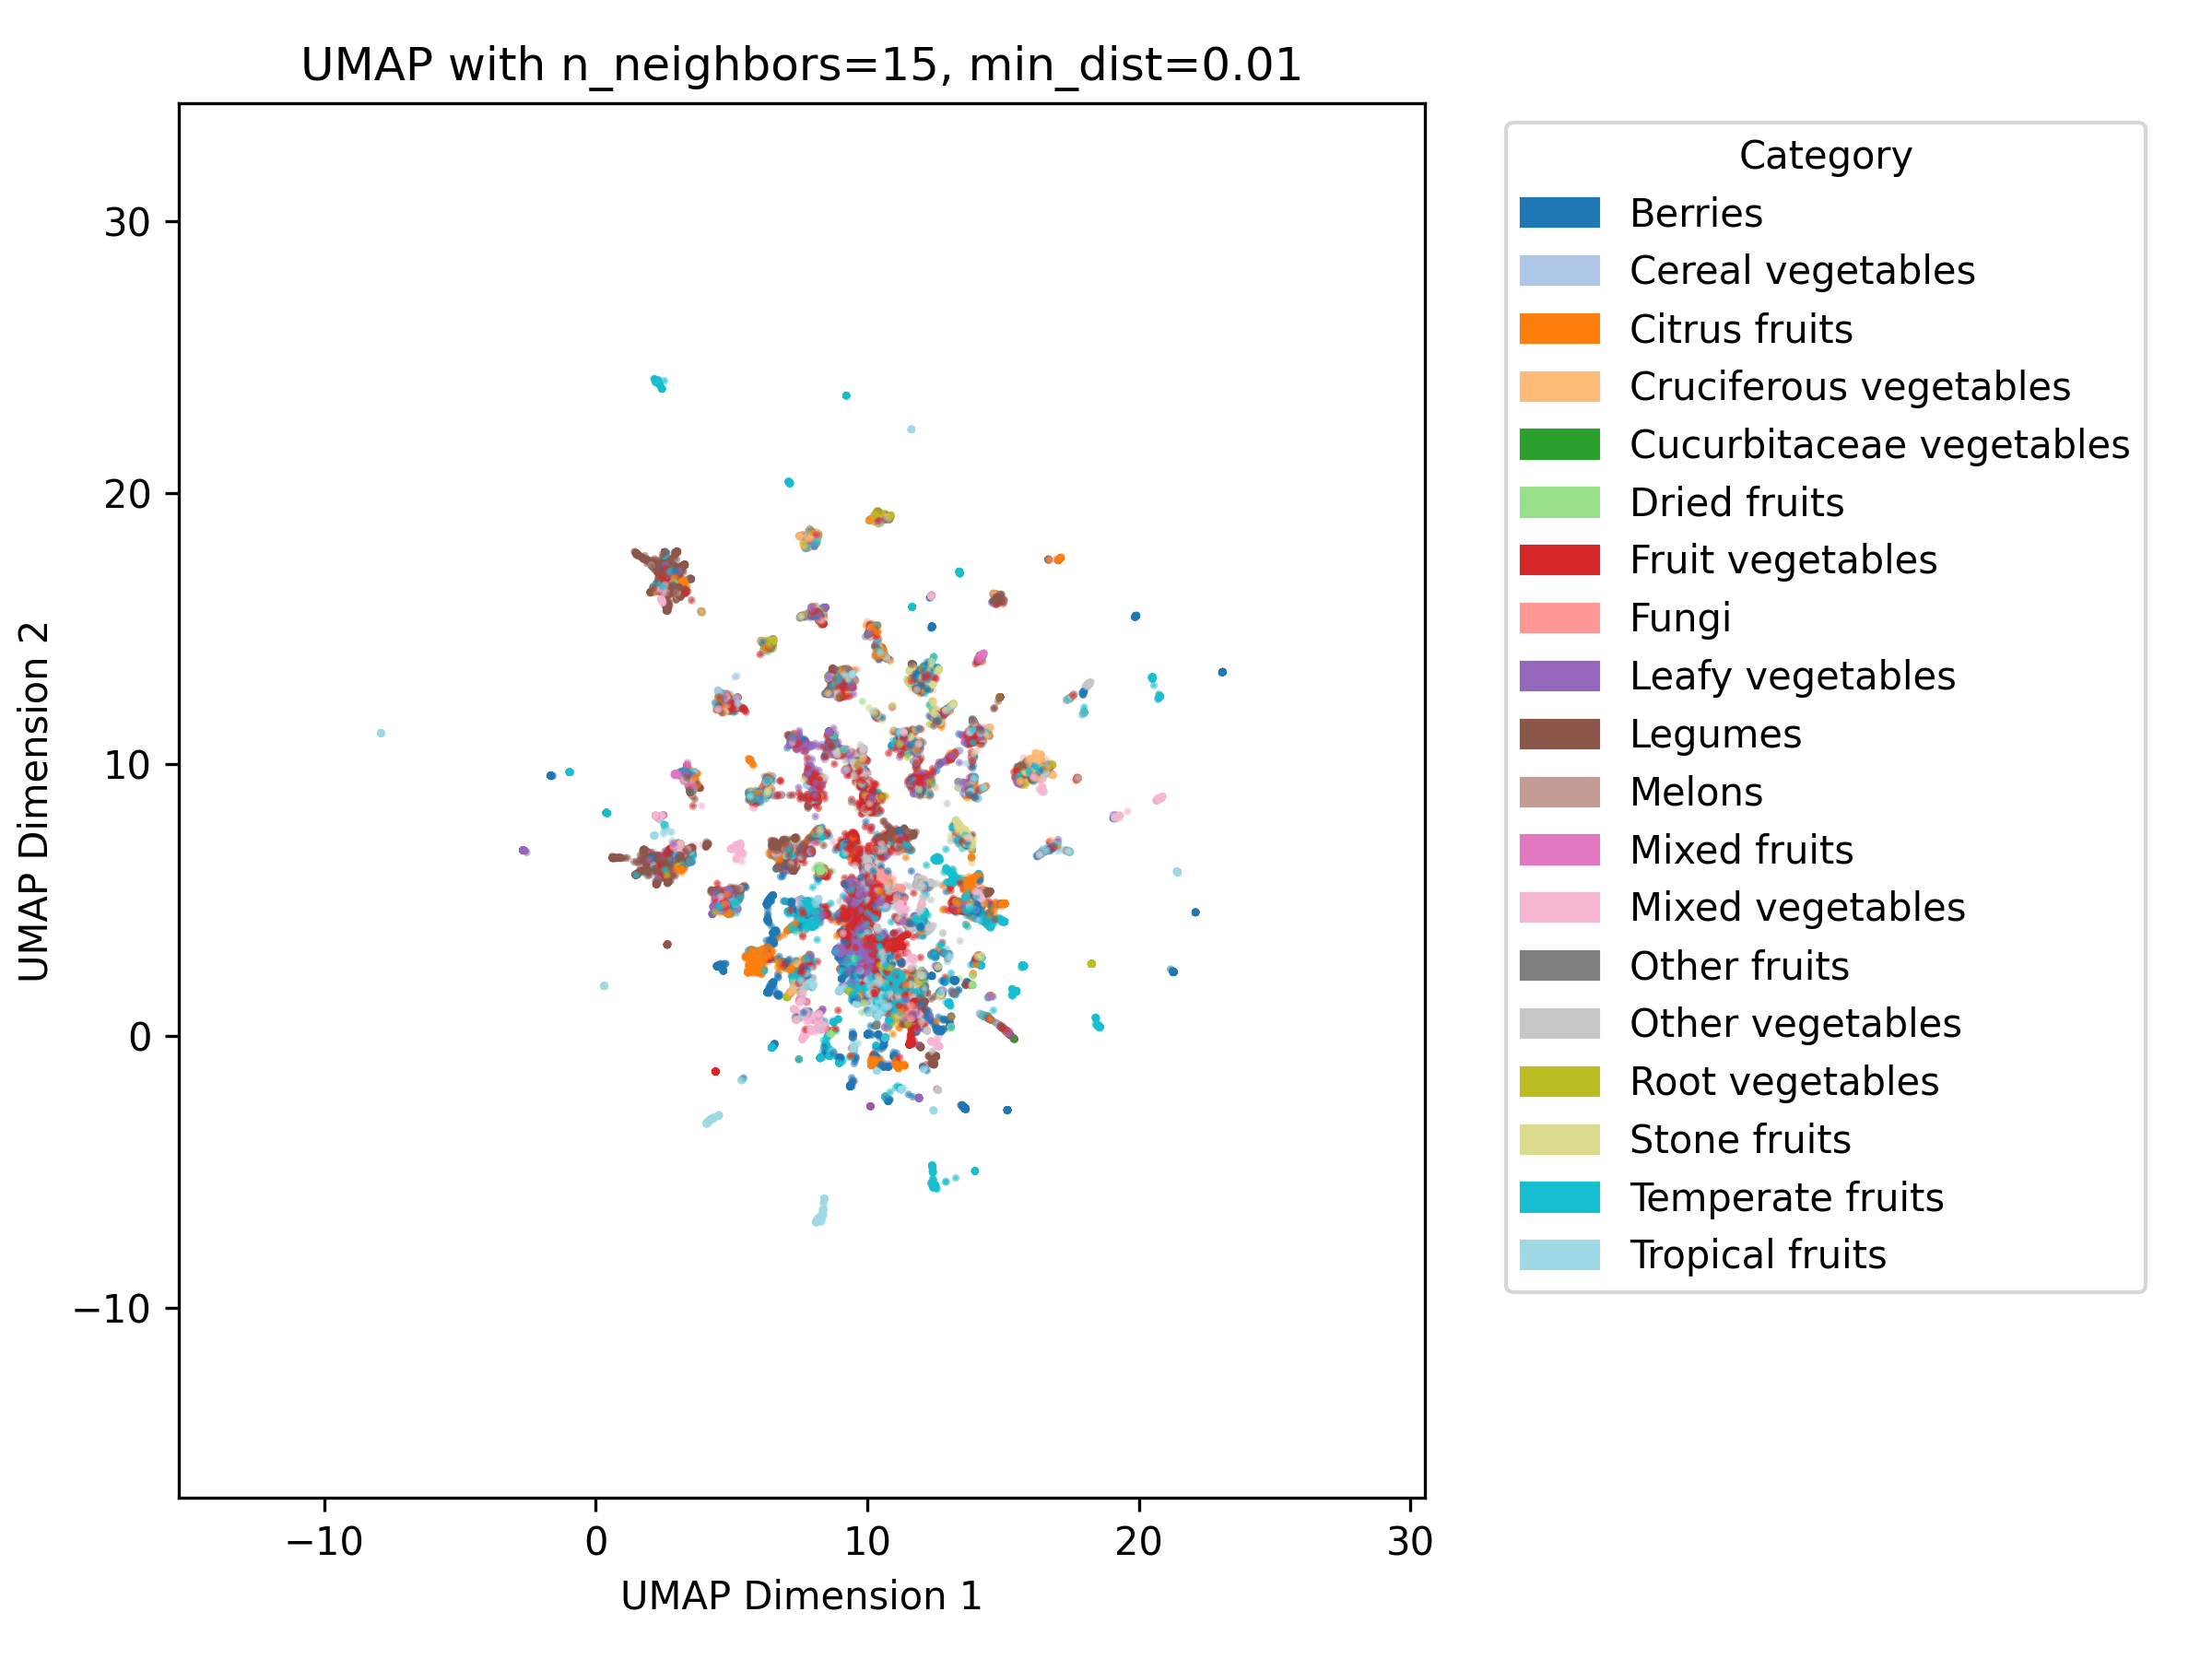 UMAP with n_neighbors=15, min_dist=0.01
30
20
10
0
−10
UMAP Dimension 2
−10
0
10
20
30
UMAP Dimension 1
Category
Berries
Cereal vegetables
Citrus fruits
Cruciferous vegetables
Cucurbitaceae vegetables
Dried fruits
Fruit vegetables
Fungi
Leafy vegetables
Legumes
Melons
Mixed fruits
Mixed vegetables
Other fruits
Other vegetables
Root vegetables
Stone fruits
Temperate fruits
Tropical fruits